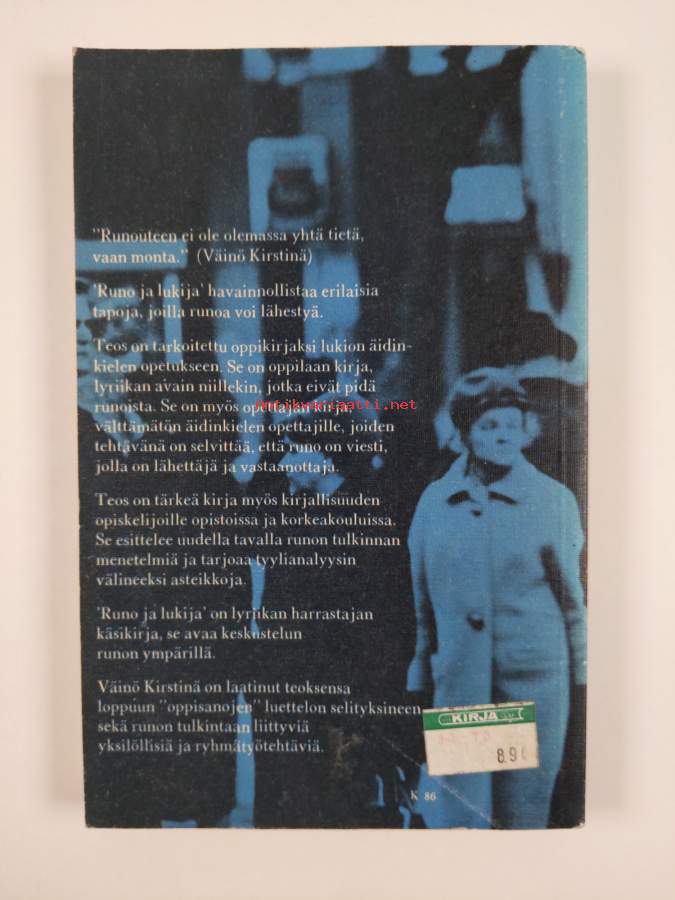 "Runouteen ei ole olemassa yhtä tietä,
vaan monta." (Väinö Kirstinä)
'Runo ja lukija' havainnollistaa erilaisia
tapoja, joilla runoa voi lähestyä.
Teos on tarkoitettu oppikirjaksi lukion äidin-
kielen opetukseen. Se on oppilaan kirja,
lyriikan avain niillekin, jotka eivät pidä
runoista. Se on myös opettajan kirja,
Antikvariaatti.net
välttämätön äidinkielen opettajille, joiden
tehtävänä on selvittää, että runo on viesti,
jolla on lähettäjä ja vastaanottaja.
Teos on tärkeä kirja myös kirjallisuuden
opiskelijoille opistoissa ja korkeakouluissa.
Se esittelee uudella tavalla runon tulkinnan
menetelmiä ja tarjoaa tyylianalyysin
välineeksi asteikkoja.
'Runo ja lukija' on lyriikan harrastajan
käsikirja, se avaa keskustelun
runon ympärillä.
Väinö Kirstinä on laatinut teoksensa
loppuun "oppisanojen" luettelon selityksineen
sekä runon tulkintaan liittyviä
yksilöllisiä ja ryhmätyötehtäviä.
KIRJA
K 86